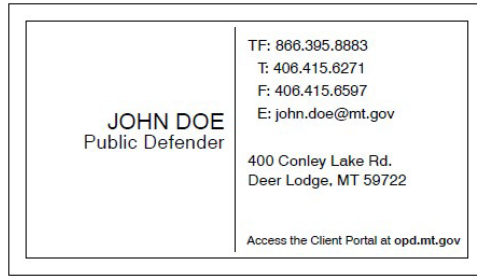 JOHN DOE
Public Defender
TF: 866.395.8883
T: 406.415.6271
F: 406.415.6597
E: john.doe@mt.gov
400 Conley Lake Rd.
Deer Lodge, MT 59722
Access the Client Portal at opd.mt.gov